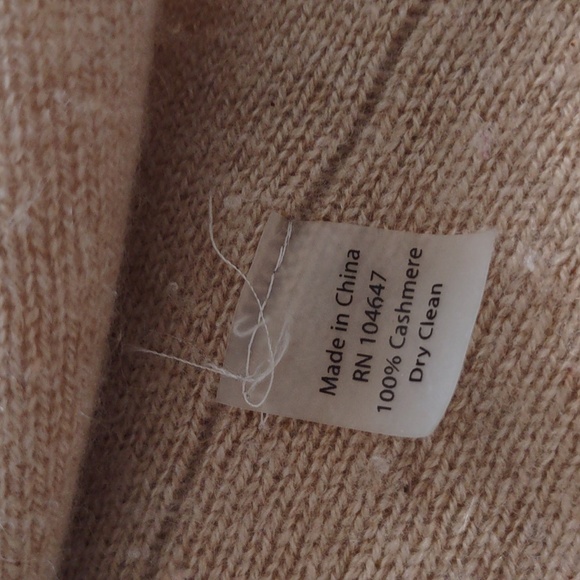 Made in China
RN 104647
100% Cashmere
Dry Clean